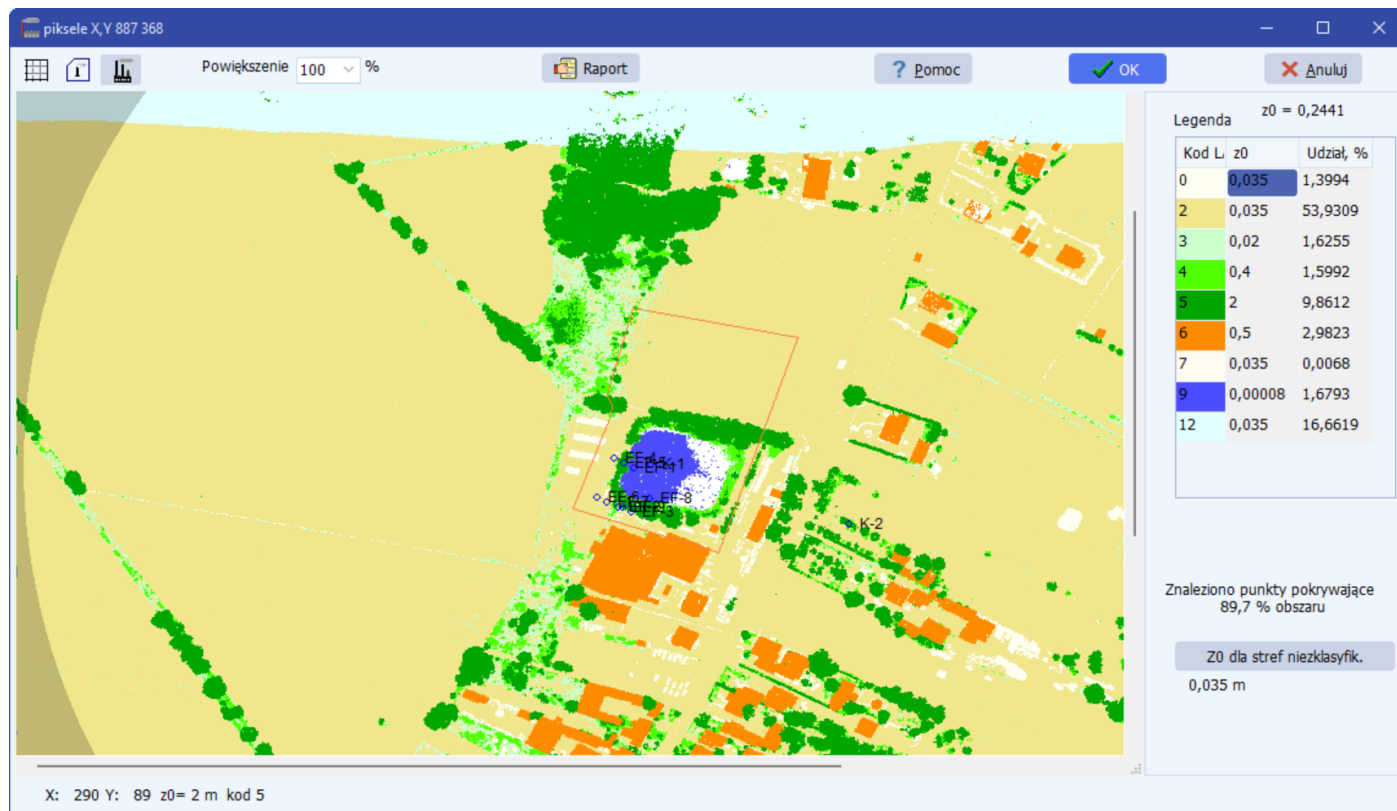 piksele X,Y 887 368
Powiększenie 100 % Raport ? Pomoc OK Anuluj
Legenda z0 = 0,2441
Kod L z0 Udział, %
0 0,035 1,3994
2 0,035 53,9309
3 0,02 1,6255
4 0,4 1,5992
5 2 9,8612
6 0,5 2,9823
7 0,035 0,0068
9 0,00008 1,6793
12 0,035 16,6619
EF-8
EF-3
K-2
Znaleziono punkty pokrywające
89,7 % obszaru
Z0 dla stref niezklasyfik.
0,035 m
X: 290 Y: 89 z0= 2 m kod 5